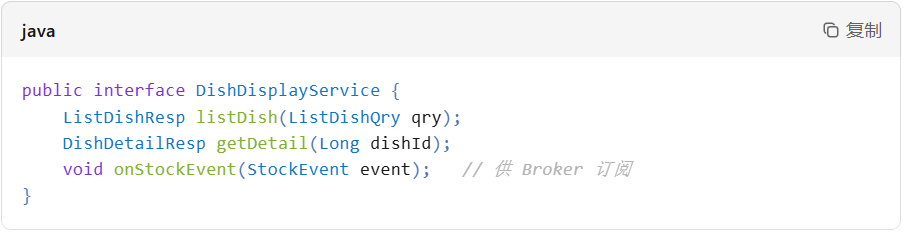 java
复制
public interface DishDisplayService {
    ListDishResp listDish(ListDishQry qry);
    DishDetailResp getDetail(Long dishId);
    void onStockEvent(StockEvent event);   // 供 Broker 订阅
}